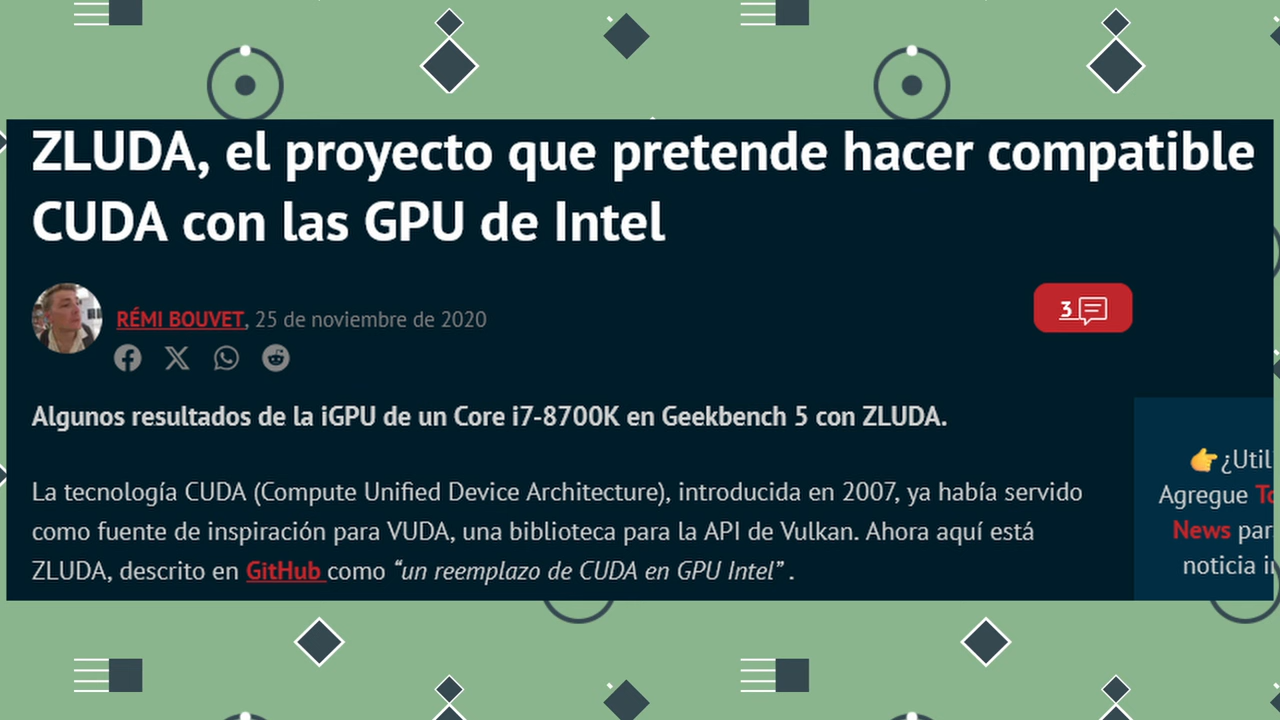 ZLUDA, el proyecto que pretende hacer compatible
CUDA con las GPU de Intel
RÉMI BOUVET, 25 de noviembre de 2020
3
Algunos resultados de la iGPU de un Core i7-8700K en Geekbench 5 con ZLUDA.
La tecnología CUDA (Compute Unified Device Architecture), introducida en 2007, ya había servido
como fuente de inspiración para VUDA, una biblioteca para la API de Vulkan. Ahora aquí está
ZLUDA, descrito en GitHub como “un reemplazo de CUDA en GPU Intel” .
👉¿Util
Agregue To
News par
noticia i